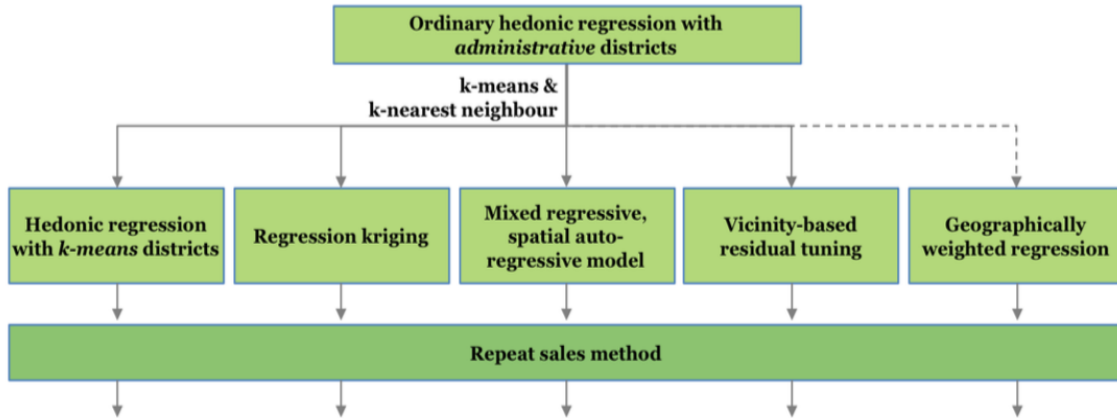 Ordinary hedonic regression with
administrative districts
k-means &
k-nearest neighbour
Hedonic regression
with k-means districts
Regression kriging
Mixed regressive,
spatial auto-
regressive model
Vicinity-based
residual tuning
Geographically
weighted regression
Repeat sales method